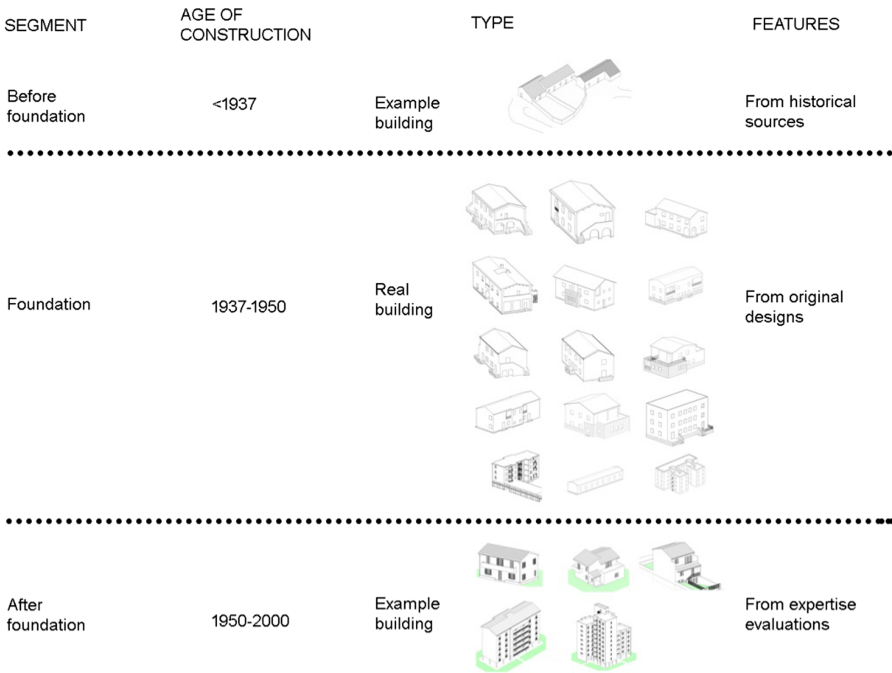 SEGMENT
AGE OF
CONSTRUCTION
TYPE
FEATURES
Before
foundation
<1937
Example
building
From historical
sources
Foundation
1937-1950
Real
building
From original
designs
After
foundation
1950-2000
Example
building
From expertise
evaluations